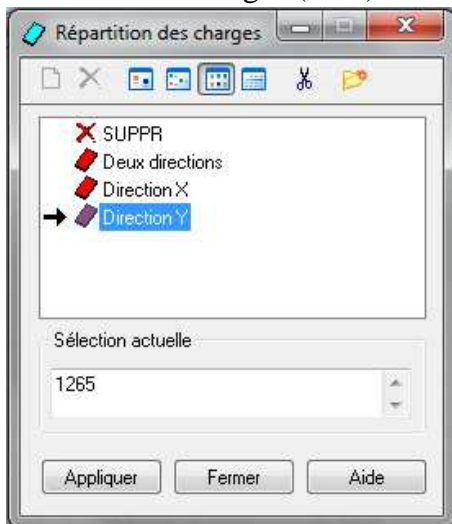 Répartition des charges
SUPPR
Deux directions
Direction X
Direction Y
Sélection actuelle
1265
Appliquer Fermer Aide